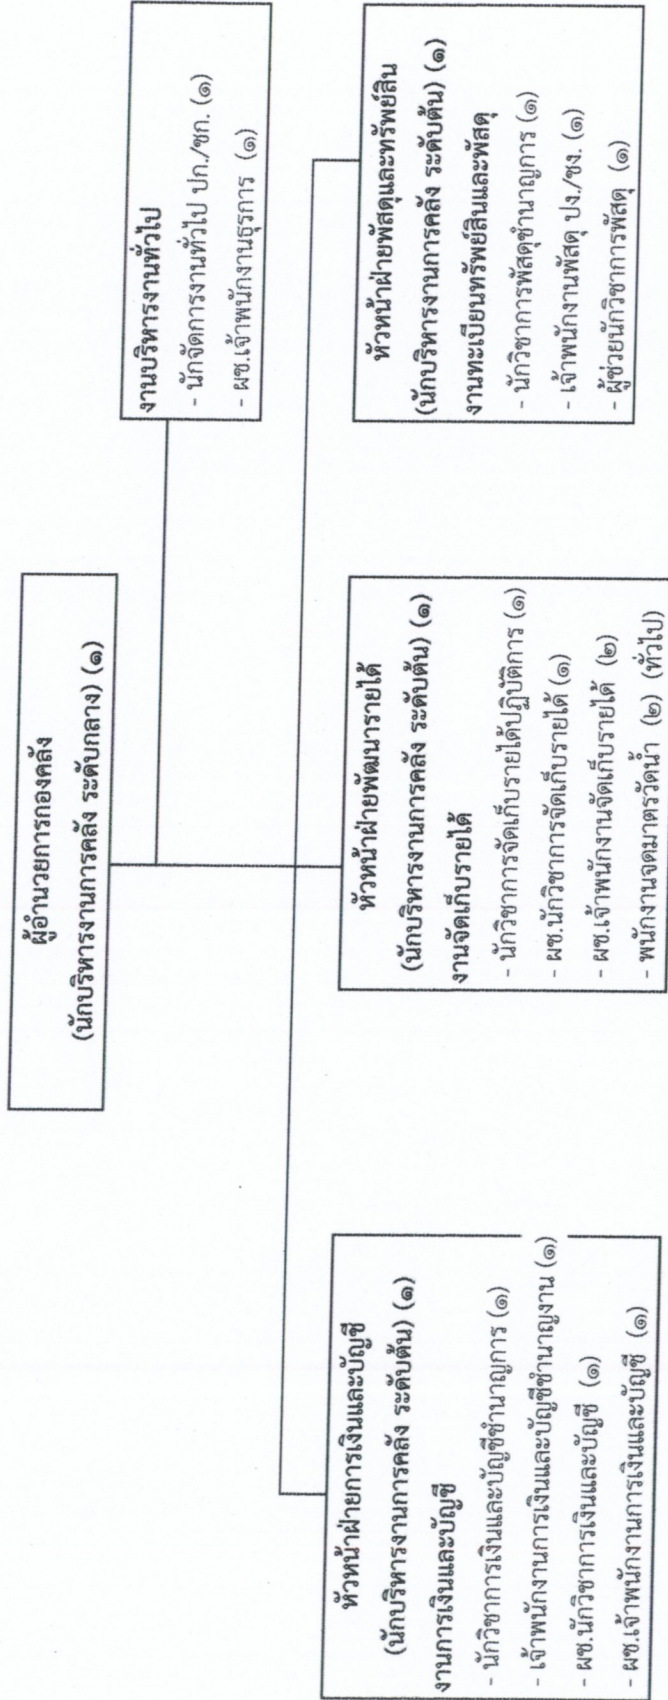 ผู้อำนวยการกองคลัง
(นักบริหารงานการคลัง ระดับกลาง) (๑)
งานบริหารงานทั่วไป
- นักจัดการงานทั่วไป ปก./ชก. (๑)
- ผช.เจ้าพนักงานธุรการ (๑)
หัวหน้าฝ่ายการเงินและบัญชี
(นักบริหารงานการคลัง ระดับต้น) (๑)
งานการเงินและบัญชี
- นักวิชาการเงินและบัญชีชำนาญการ (๑)
- เจ้าพนักงานการเงินและบัญชีชำนาญงาน (๑)
- ผช.นักวิชาการเงินและบัญชี (๑)
- ผช.เจ้าพนักงานการเงินและบัญชี (๑)
หัวหน้าฝ่ายพัฒนารายได้
(นักบริหารงานการคลัง ระดับต้น) (๑)
งานจัดเก็บรายได้
- นักวิชาการจัดเก็บรายได้ปฏิบัติการ (๑)
- ผช.นักวิชาการจัดเก็บรายได้ (๑)
- ผช.เจ้าพนักงานจัดเก็บรายได้ (๒)
- พนักงานจดมาตรวัดน้ำ (๒) (ทั่วไป)
หัวหน้าฝ่ายพัสดุและทรัพย์สิน
(นักบริหารงานการคลัง ระดับต้น) (๑)
งานทะเบียนทรัพย์สินและพัสดุ
- นักวิชาการพัสดุชำนาญการ (๑)
- เจ้าพนักงานพัสดุ ปง./ชง. (๑)
- ผู้ช่วยนักวิชาการพัสดุ (๑)